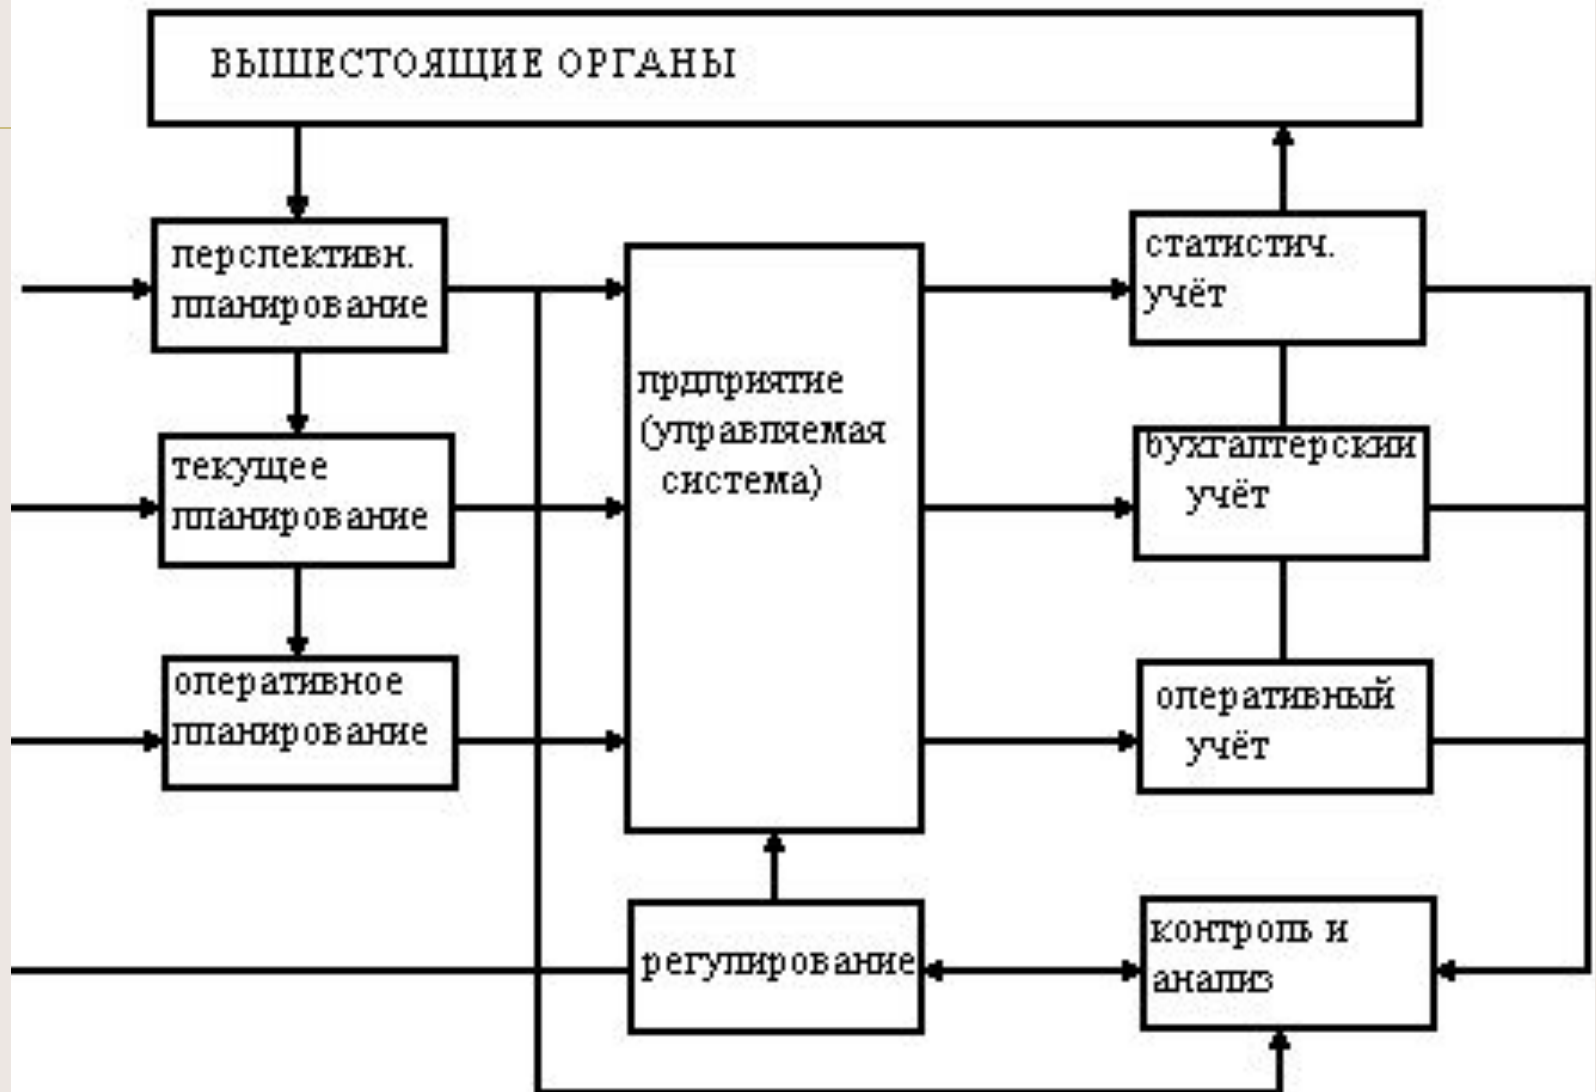 ВЫШЕСТОЯЩИЕ ОРГАНЫ
перспективн.
планирование
текущее
планирование
оперативное
планирование
прдприятие
(управляемая
система)
статистич.
учёт
бухгалтерский
учёт
оперативный
учёт
регулирование
контроль и
анализ